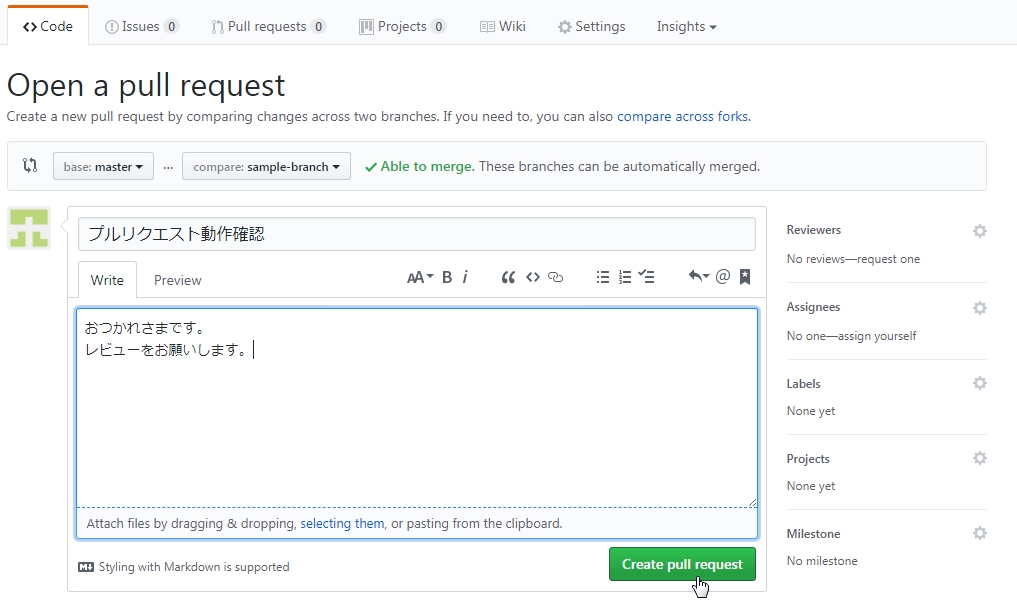 Code Issues 0 Pull requests 0 Projects 0 Wiki Settings Insights
Open a pull request
Create a new pull request by comparing changes across two branches. If you need to, you can also compare across forks.
base: master ... compare: sample-branch Able to merge. These branches can be automatically merged.
プルリクエスト動作確認
Write Preview AA B i “ <> @
おつかれさまです。
レビューをお願いします。
Attach files by dragging & dropping, selecting them, or pasting from the clipboard.
Styling with Markdown is supported
Create pull request
Reviewers
No reviews—request one
Assignees
No one—assign yourself
Labels
None yet
Projects
None yet
Milestone
No milestone